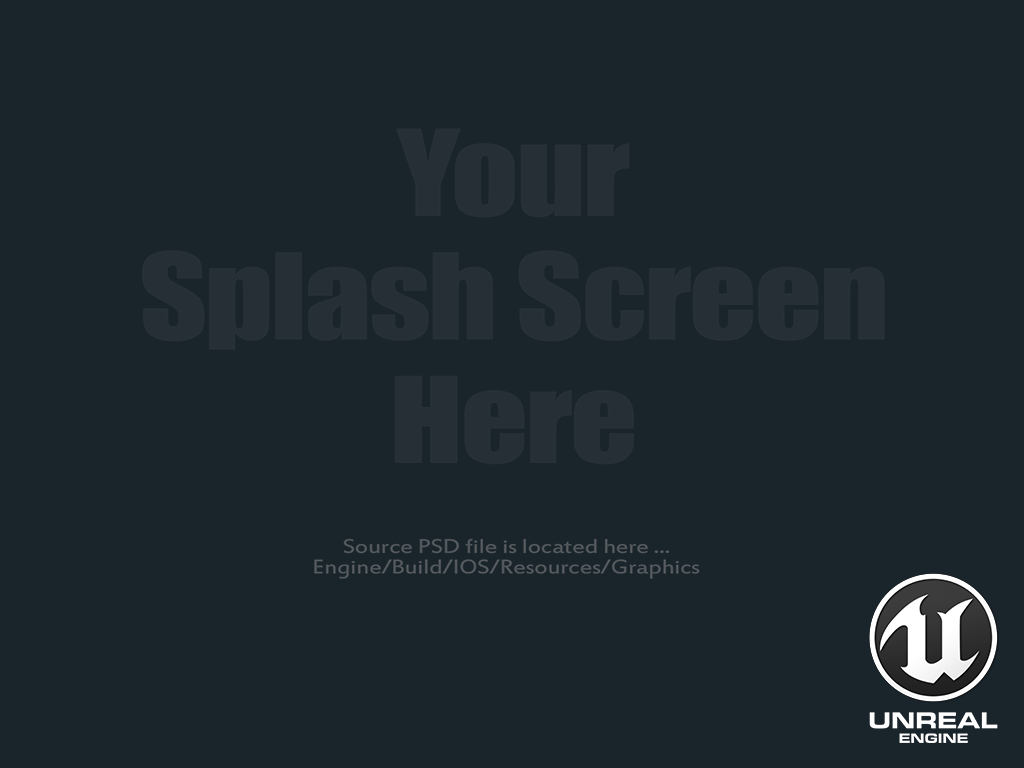 Your
Splash Screen
Here
Source PSD file is located here ...
Engine/Build/IOS/Resources/Graphics
UNREAL
ENGINE